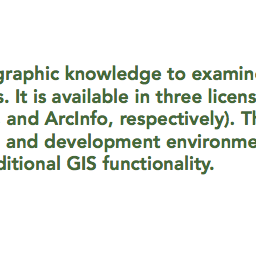 graphic knowledge to examine
s. It is available in three licens
and ArcInfo, respectively). Th
and development environme
ditional GIS functionality.